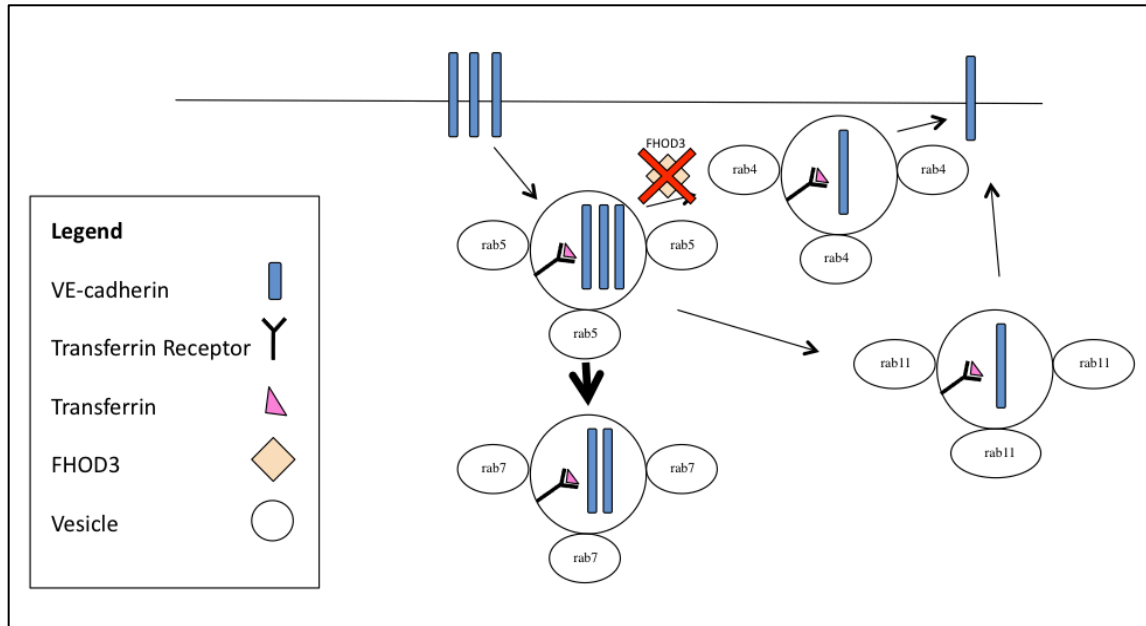 FHOD3
rab4
rab4
rab4
rab5
rab5
rab5
rab11
rab11
rab11
rab7
rab7
rab7
Legend
VE-cadherin
Transferrin Receptor
Transferrin
FHOD3
Vesicle